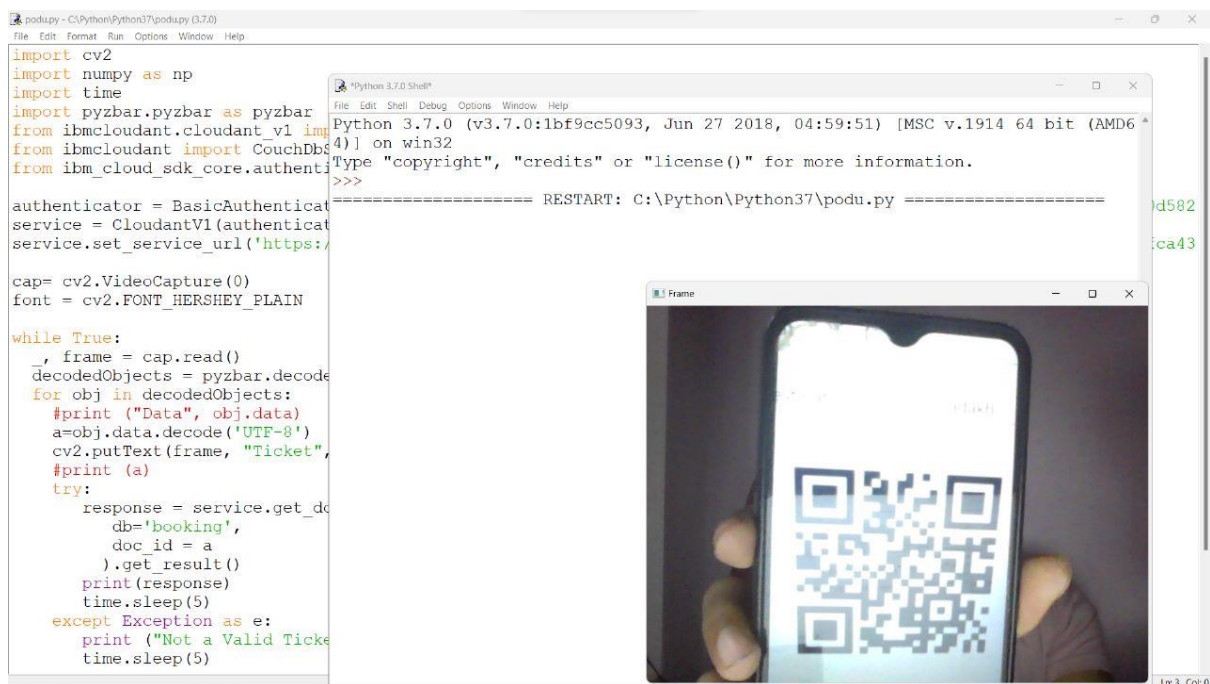 podu.py - C:\Python\Python37\podu.py (3.7.0)
File Edit Format Run Options Window Help
import cv2
import numpy as np
import time
import pyzbar.pyzbar as pyzbar
from ibmcloudant.cloudant_v1 imp
from ibmcloudant import CouchDbS
from ibm_cloud_sdk_core.authenti
authenticator = BasicAuthenticat
d582
service = CloudantV1(authenticat
service.set_service_url('https:/
ca43
cap= cv2.VideoCapture(0)
font = cv2.FONT_HERSHEY_PLAIN
while True:
_, frame = cap.read()
decodedObjects = pyzbar.decode
for obj in decodedObjects:
#print ("Data", obj.data)
a=obj.data.decode('UTF-8')
cv2.putText(frame, "Ticket",
#print (a)
try:
response = service.get_do
db='booking',
doc_id = a
).get_result()
print(response)
time.sleep(5)
except Exception as e:
print ("Not a Valid Ticke
time.sleep(5)
*Python 3.7.0 Shell*
File Edit Shell Debug Options Window Help
Python 3.7.0 (v3.7.0:1bf9cc5093, Jun 27 2018, 04:59:51) [MSC v.1914 64 bit (AMD6
4)] on win32
Type "copyright", "credits" or "license()" for more information.
>>>
==================== RESTART: C:\Python\Python37\podu.py ====================
Frame
Ln: 3 Col: 0